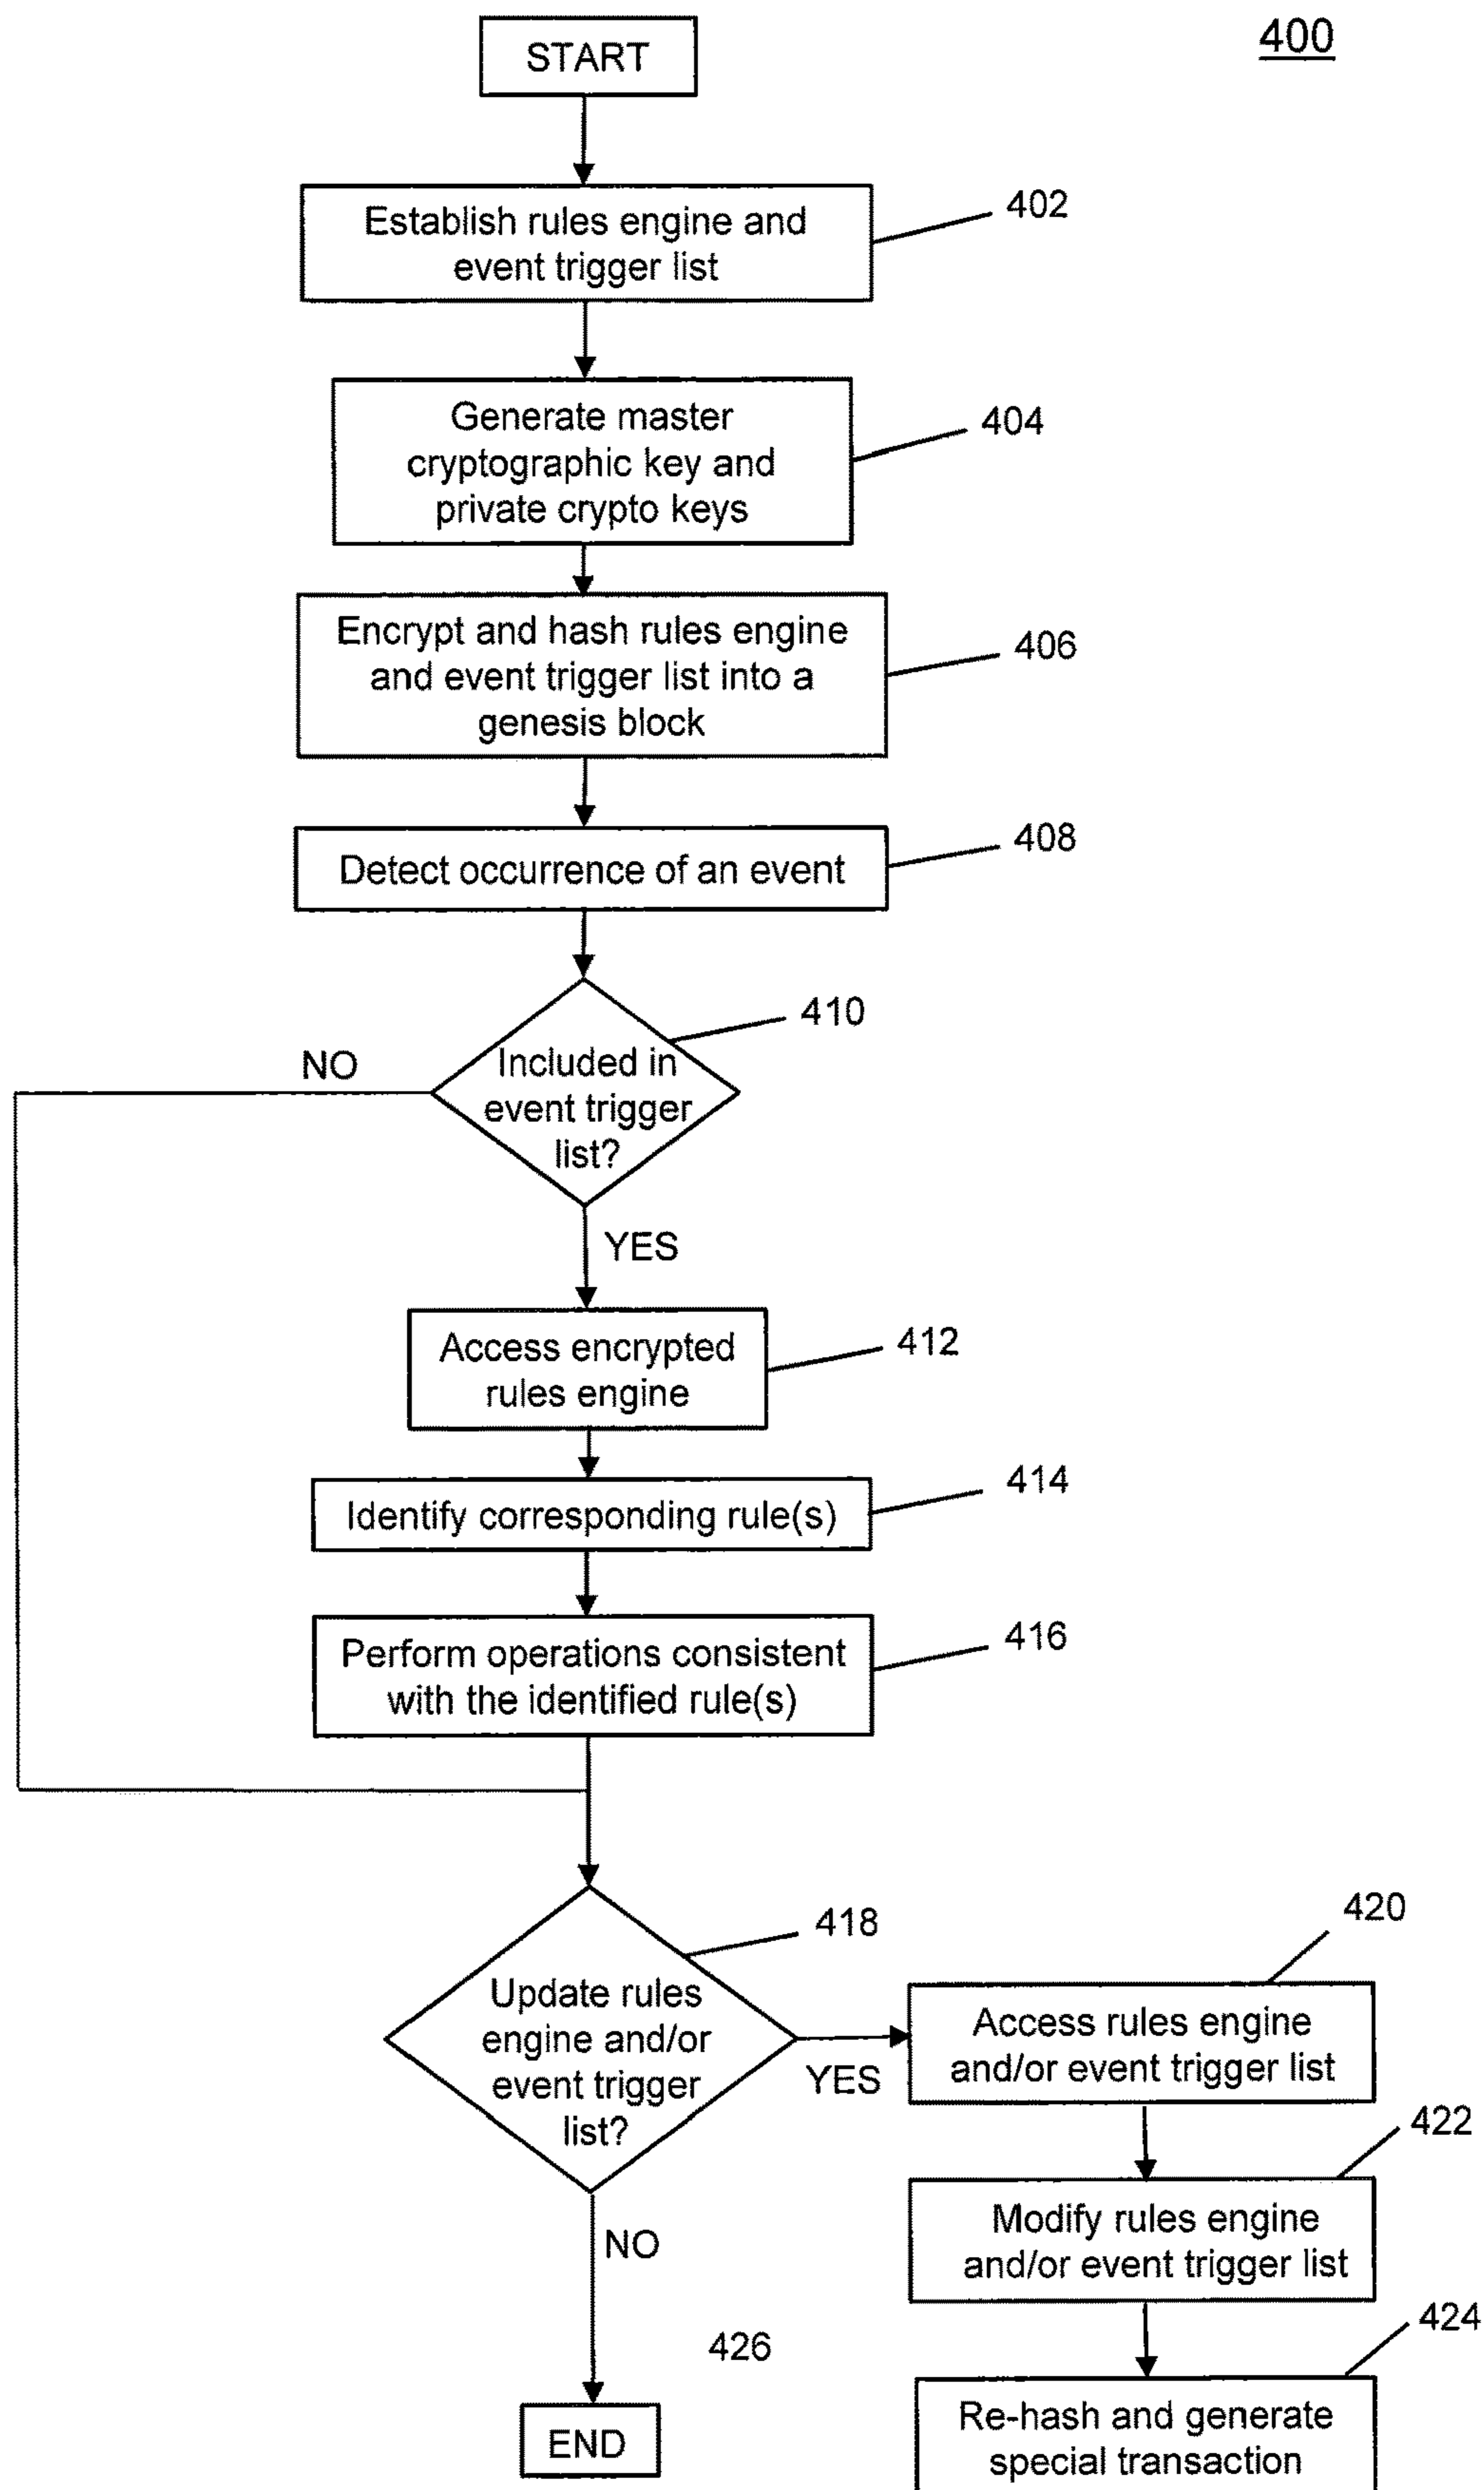 400
START
Establish rules engine and
event trigger list
402
Generate master
cryptographic key and
private crypto keys
404
Encrypt and hash rules engine
and event trigger list into a
genesis block
406
Detect occurrence of an event
408
410
Included in
event trigger
list?
NO
YES
Access encrypted
rules engine
412
Identify corresponding rule(s)
414
Perform operations consistent
with the identified rule(s)
416
418
Update rules
engine and/or
event trigger
list?
YES
420
Access rules engine
and/or event trigger list
422
Modify rules engine
and/or event trigger list
NO
424
Re-hash and generate
special transaction
426
END